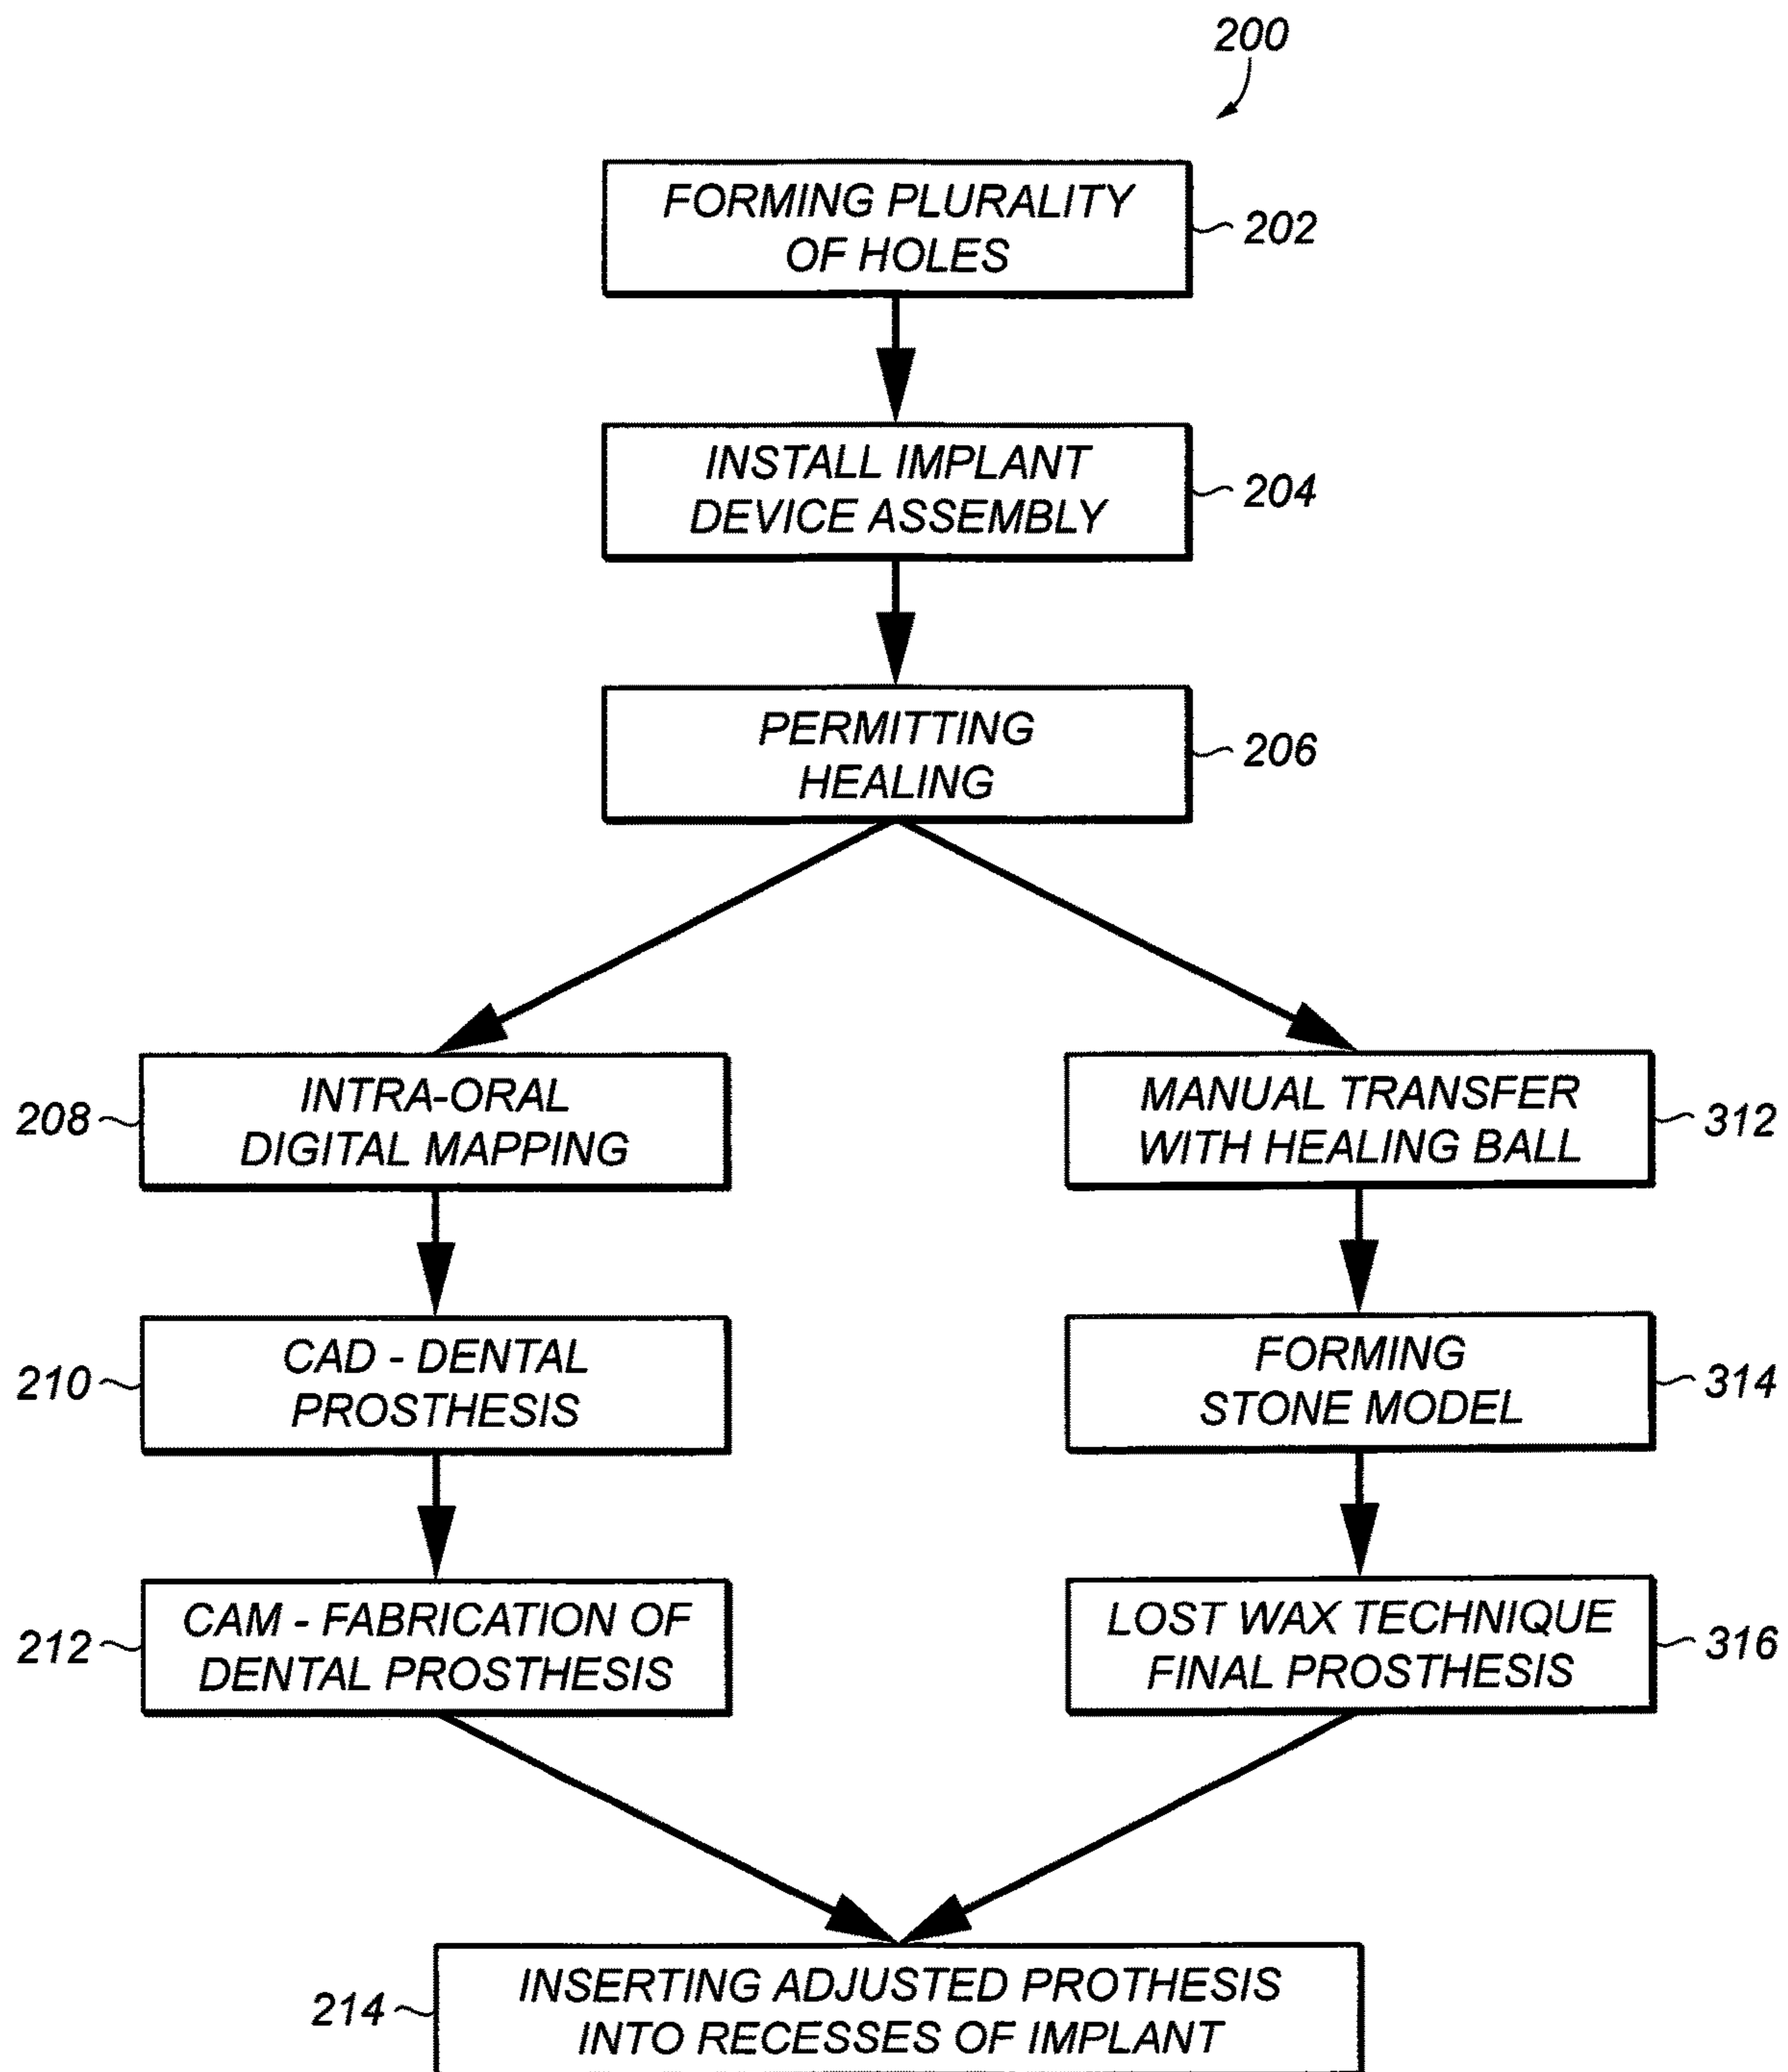 200
FORMING PLURALITY
OF HOLES
202
INSTALL IMPLANT
DEVICE ASSEMBLY
204
PERMITTING
HEALING
206
208
INTRA-ORAL
DIGITAL MAPPING
MANUAL TRANSFER
WITH HEALING BALL
312
210
CAD - DENTAL
PROSTHESIS
FORMING
STONE MODEL
314
212
CAM - FABRICATION OF
DENTAL PROSTHESIS
LOST WAX TECHNIQUE
FINAL PROSTHESIS
316
214
INSERTING ADJUSTED PROTHESIS
INTO RECESSES OF IMPLANT